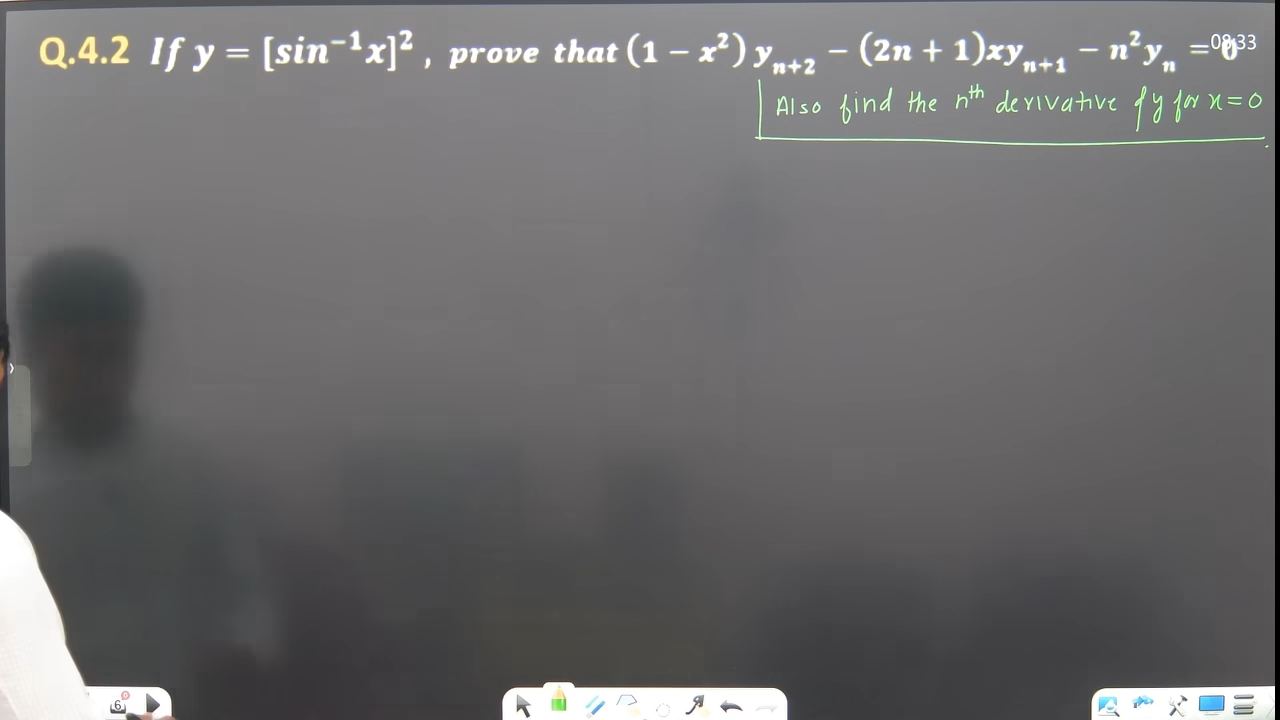 Q.4.2 If y = [sin⁻¹x]², prove that (1 − x²) yₙ₊₂ − (2n + 1)xyₙ₊₁ − n²yₙ = 0
08:33
Also find the nth derivative of y for x = 0
6